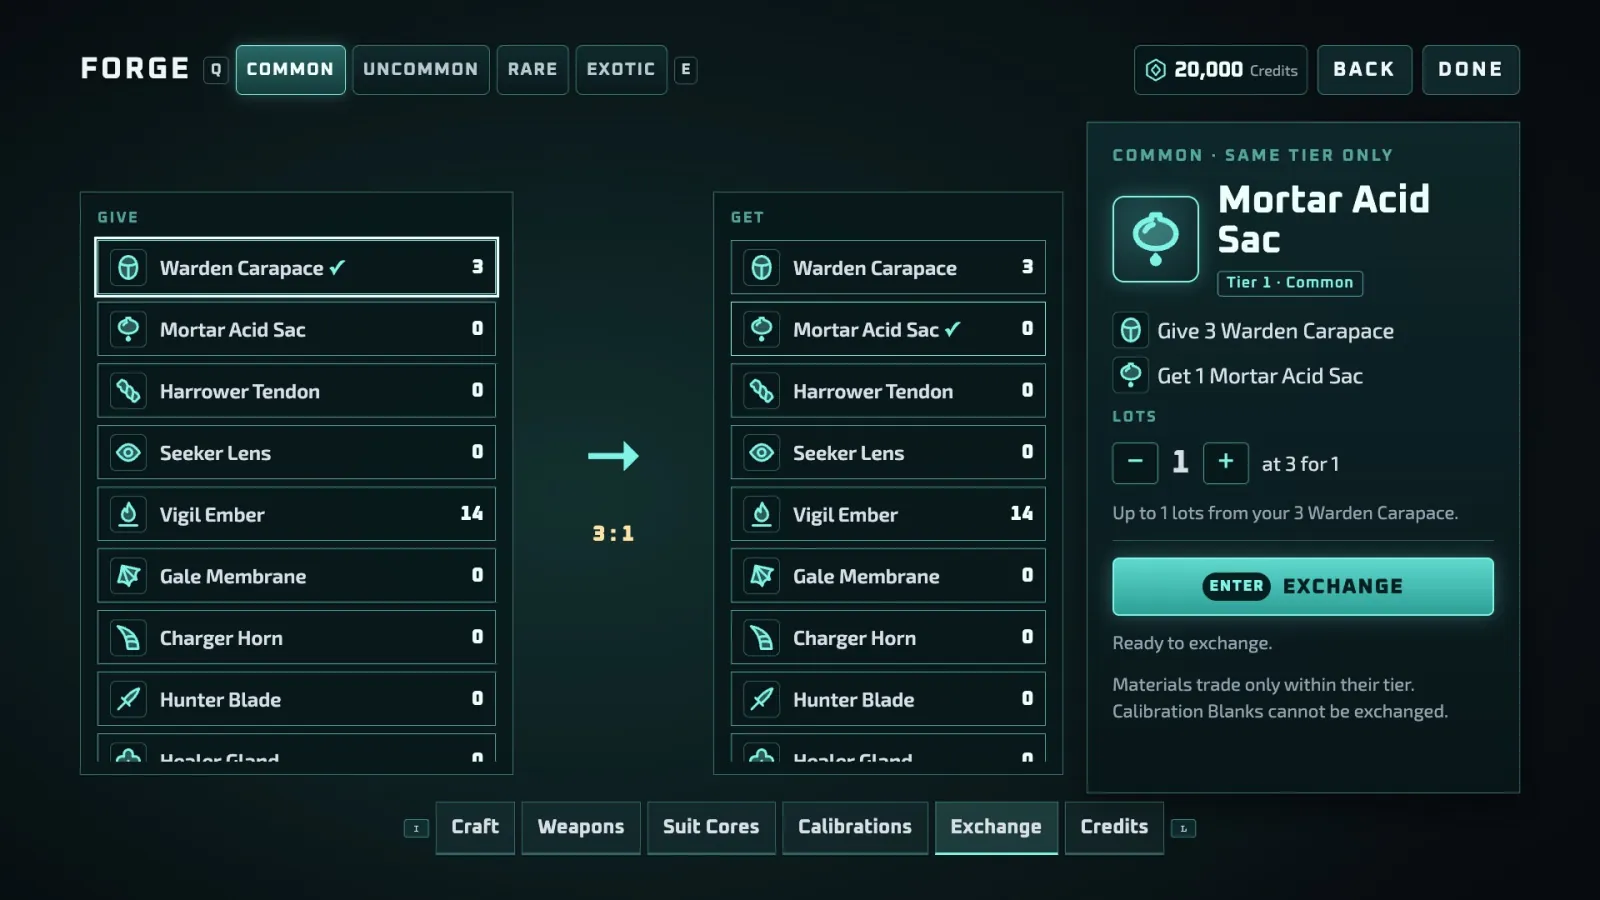 FORGE
Q
COMMON
UNCOMMON
RARE
EXOTIC
E
20,000 Credits
BACK
DONE
GIVE
Warden Carapace ✓ 3
Mortar Acid Sac 0
Harrower Tendon 0
Seeker Lens 0
Vigil Ember 14
Gale Membrane 0
Charger Horn 0
Hunter Blade 0
Healer Gland 0
3:1
GET
Warden Carapace 3
Mortar Acid Sac ✓ 0
Harrower Tendon 0
Seeker Lens 0
Vigil Ember 14
Gale Membrane 0
Charger Horn 0
Hunter Blade 0
Healer Gland 0
COMMON · SAME TIER ONLY
Mortar Acid
Sac
Tier 1 · Common
Give 3 Warden Carapace
Get 1 Mortar Acid Sac
LOTS
− 1 + at 3 for 1
Up to 1 lots from your 3 Warden Carapace.
ENTER EXCHANGE
Ready to exchange.
Materials trade only within their tier.
Calibration Blanks cannot be exchanged.
I
Craft
Weapons
Suit Cores
Calibrations
Exchange
Credits
L